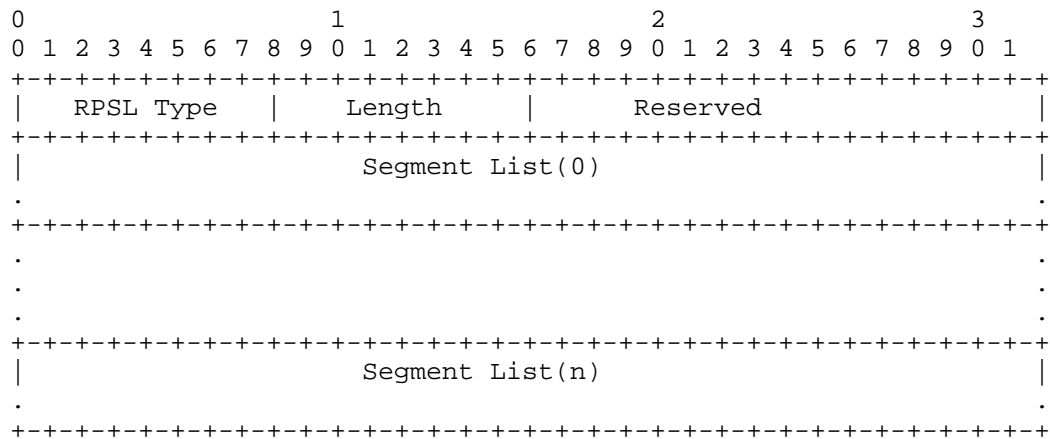 0                   1                   2                   3
0 1 2 3 4 5 6 7 8 9 0 1 2 3 4 5 6 7 8 9 0 1 2 3 4 5 6 7 8 9 0 1
+-+-+-+-+-+-+-+-+-+-+-+-+-+-+-+-+-+-+-+-+-+-+-+-+-+-+-+-+-+-+-+-+
|   RPSL Type   |    Length     |      Reserved                 |
+-+-+-+-+-+-+-+-+-+-+-+-+-+-+-+-+-+-+-+-+-+-+-+-+-+-+-+-+-+-+-+-+
|                     Segment List(0)                           |
.                                                               .
+-+-+-+-+-+-+-+-+-+-+-+-+-+-+-+-+-+-+-+-+-+-+-+-+-+-+-+-+-+-+-+-+
.                                                               .
.                                                               .
.                                                               .
+-+-+-+-+-+-+-+-+-+-+-+-+-+-+-+-+-+-+-+-+-+-+-+-+-+-+-+-+-+-+-+-+
|                     Segment List(n)                           |
.                                                               .
+-+-+-+-+-+-+-+-+-+-+-+-+-+-+-+-+-+-+-+-+-+-+-+-+-+-+-+-+-+-+-+-+